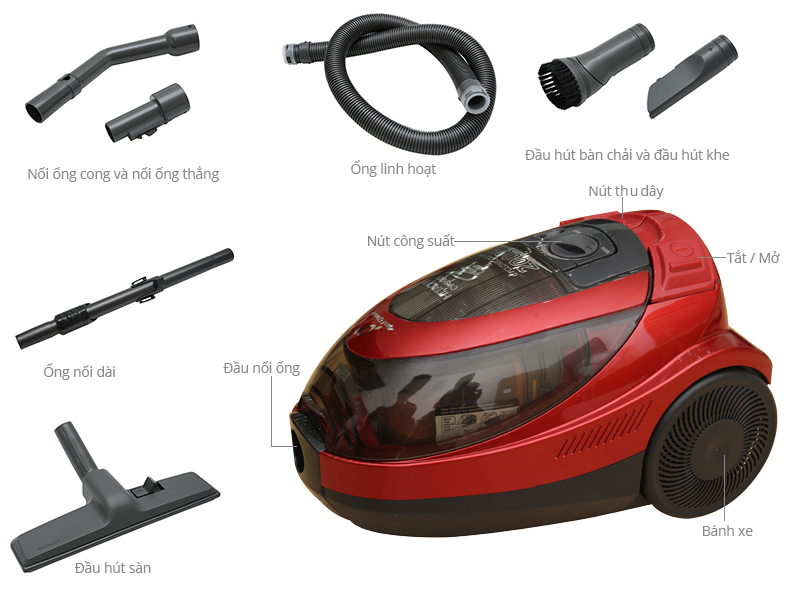 Nối ống cong và nối ống thẳng
Ống linh hoạt
Đầu hút bàn chải và đầu hút khe
Nút thu dây
Nút công suất
Tắt / Mở
Ống nối dài
Đầu nối ống
Bánh xe
Đầu hút sàn